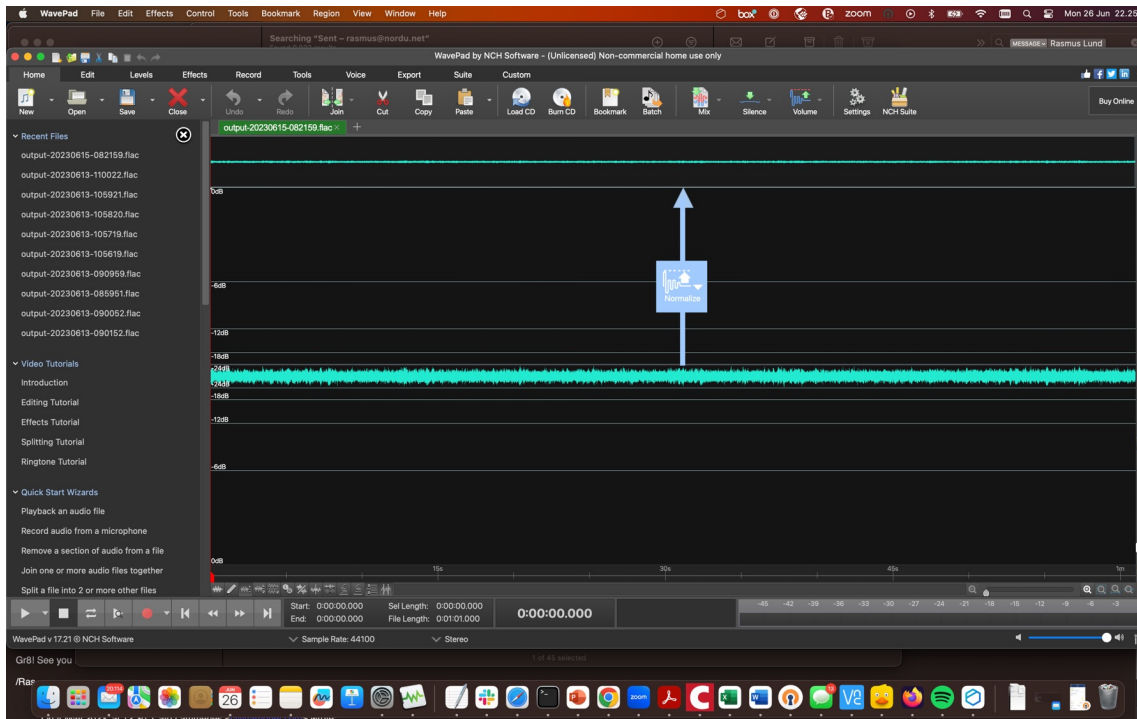 WavePad File Edit Effects Control Tools Bookmark Region View Window Help
box zoom Mon 26 Jun 22.25
Searching "Sent – rasmus@nordu.net"
MESSAGE Rasmus Lund
WavePad by NCH Software - (Unlicensed) Non-commercial home use only
Home Edit Levels Effects Record Tools Voice Export Suite Custom
New Open Save Close Undo Redo Join Cut Copy Paste Load CD Burn CD Bookmark Batch Mix Silence Volume Settings NCH Suite Buy Online
Recent Files
output-20230615-082159.flac
output-20230615-082159.flac
output-20230613-110022.flac
output-20230613-105921.flac
output-20230613-105820.flac
output-20230613-105719.flac
output-20230613-105619.flac
output-20230613-090959.flac
output-20230613-085951.flac
output-20230613-090052.flac
output-20230613-090152.flac
0dB
-6dB
-12dB
-18dB
-24dB
-24dB
-18dB
-12dB
-6dB
0dB
Normalize
Video Tutorials
Introduction
Editing Tutorial
Effects Tutorial
Splitting Tutorial
Ringtone Tutorial
Quick Start Wizards
Playback an audio file
Record audio from a microphone
Remove a section of audio from a file
Join one or more audio files together
Split a file into 2 or more other files
15s 30s 45s 1m
Start: 0:00:00.000 Sel Length: 0:00:00.000
End: 0:00:00.000 File Length: 0:01:01.000
0:00:00.000
-45 -42 -39 -36 -33 -30 -27 -24 -21 -18 -15 -12 -9 -6 -3
WavePad v 17.21 © NCH Software Sample Rate: 44100 Stereo
Gr8! See you
1 of 45 selected
/Ras
20.114
JUN
26
zoom
13